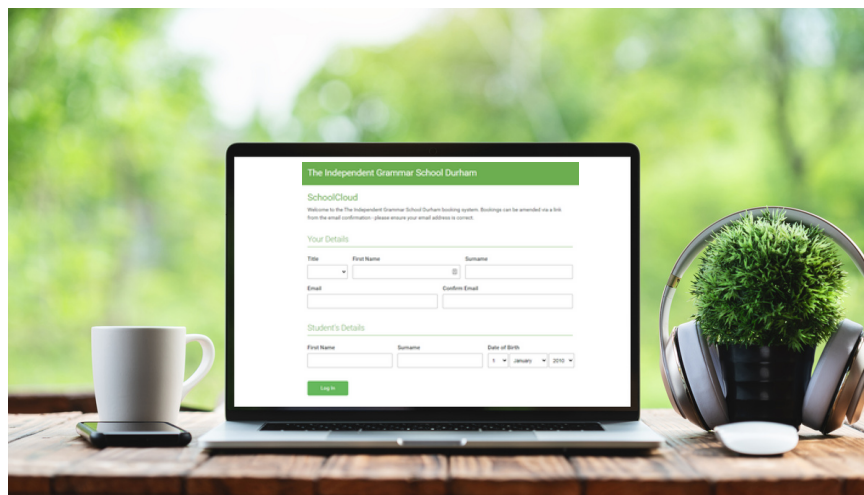 The Independent Grammar School Durham
SchoolCloud
Welcome to the The Independent Grammar School Durham booking system. Bookings can be amended via a link
from the email confirmation - please ensure your email address is correct.
Your Details
Title First Name Surname
Email Confirm Email
Student's Details
First Name Surname Date of Birth
1 January 2010
Log In